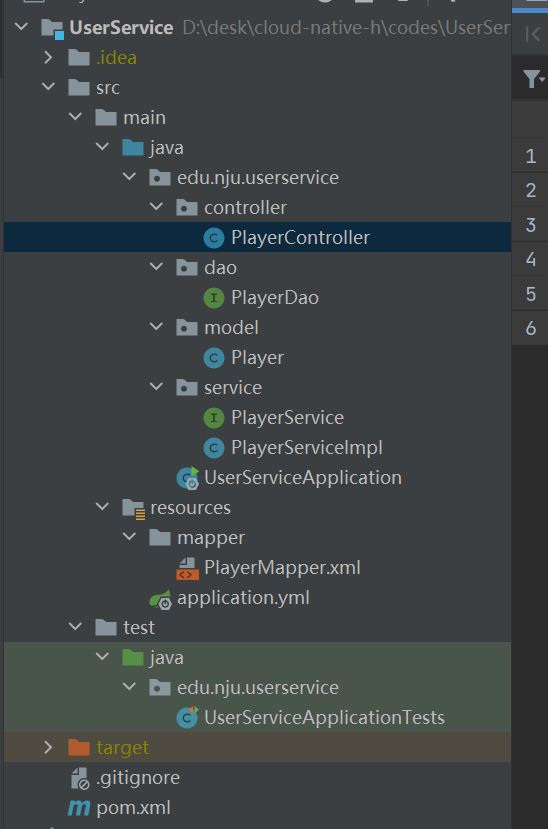 UserService D:\desk\cloud-native-h\codes\UserSer
.idea
src
main
java
edu.nju.userservice
controller
PlayerController
dao
PlayerDao
model
Player
service
PlayerService
PlayerServiceImpl
UserServiceApplication
resources
mapper
PlayerMapper.xml
application.yml
test
java
edu.nju.userservice
UserServiceApplicationTests
target
.gitignore
pom.xml
1
2
3
4
5
6